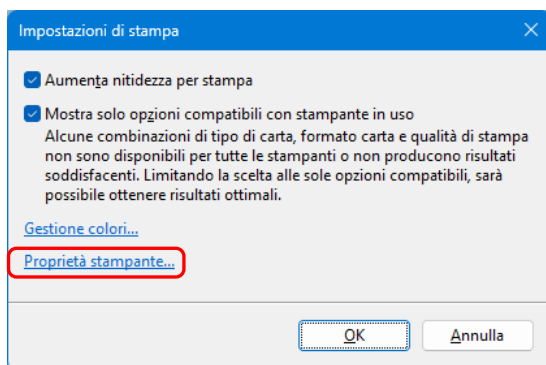 Impostazioni di stampa
Aumenta nitidezza per stampa
Mostra solo opzioni compatibili con stampante in uso
Alcune combinazioni di tipo di carta, formato carta e qualità di stampa
non sono disponibili per tutte le stampanti o non producono risultati
soddisfacenti. Limitando la scelta alle sole opzioni compatibili, sarà
possibile ottenere risultati ottimali.
Gestione colori...
Proprietà stampante...
OK
Annulla